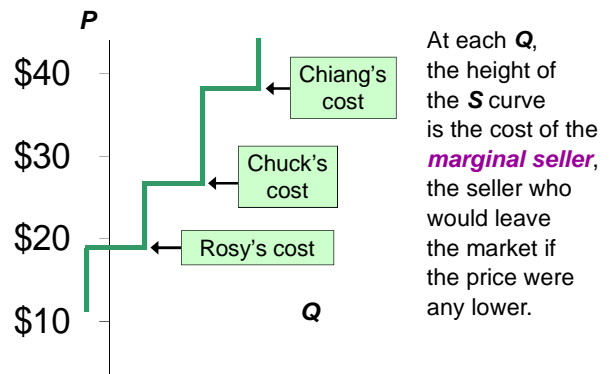 P
$40
$30
$20
$10
Chiang's
cost
Chuck's
cost
Rosy's cost
Q
At each Q,
the height of
the S curve
is the cost of the
marginal seller,
the seller who
would leave
the market if
the price were
any lower.